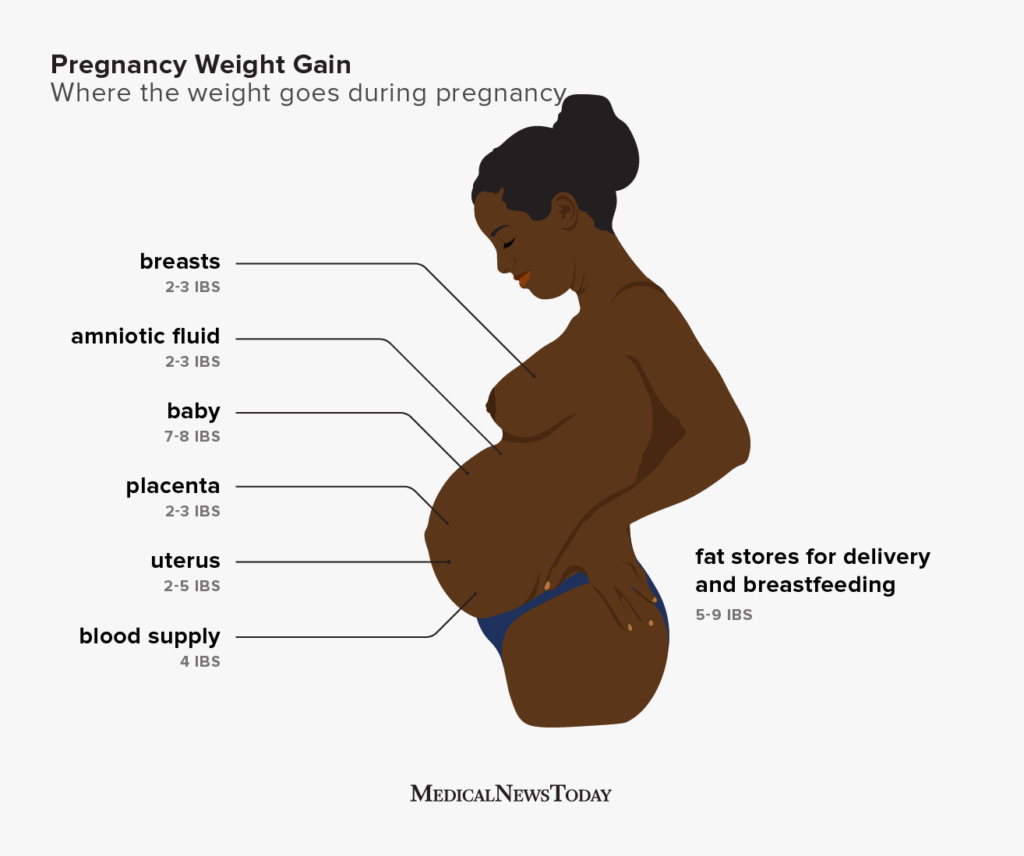 Pregnancy Weight Gain
Where the weight goes during pregnancy
breasts
2-3 IBS
amniotic fluid
2-3 IBS
baby
7-8 IBS
placenta
2-3 IBS
uterus
2-5 IBS
blood supply
4 IBS
fat stores for delivery
and breastfeeding
5-9 IBS
MEDICALNEWSTODAY